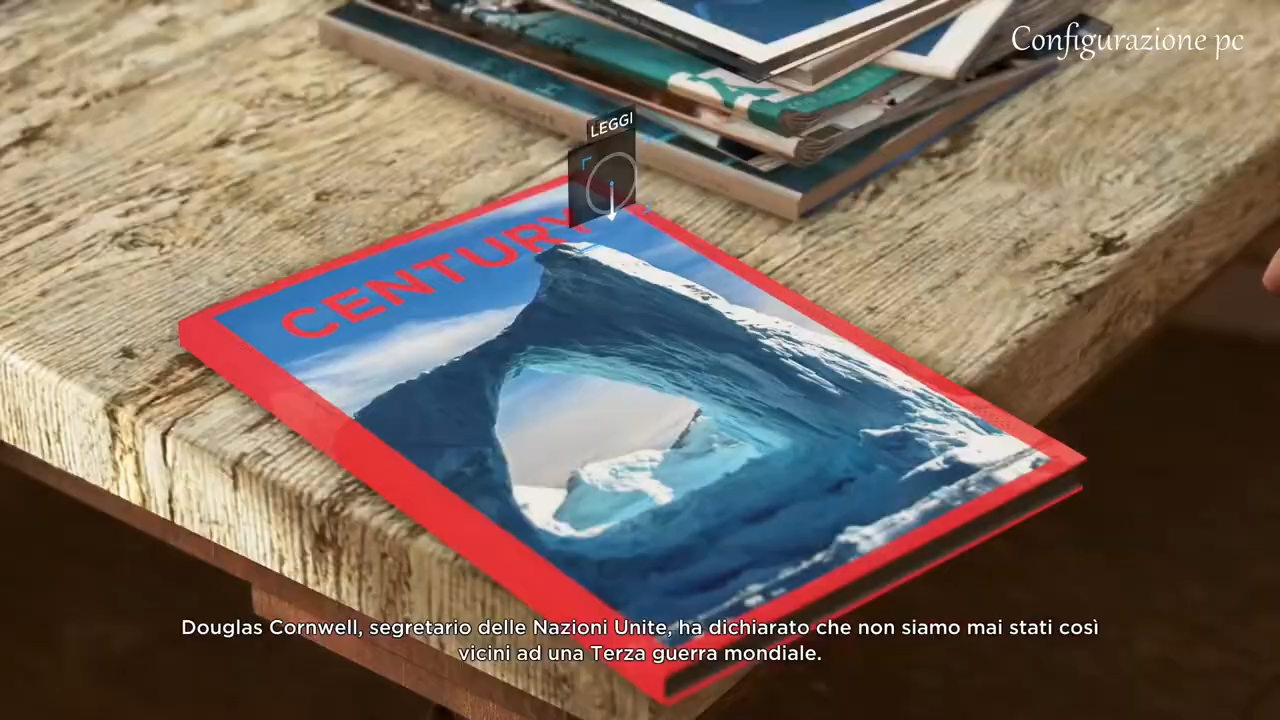 Configurazione pc
LEGGI
CENTURY
Douglas Cornwell, segretario delle Nazioni Unite, ha dichiarato che non siamo mai stati così
vicini ad una Terza guerra mondiale.